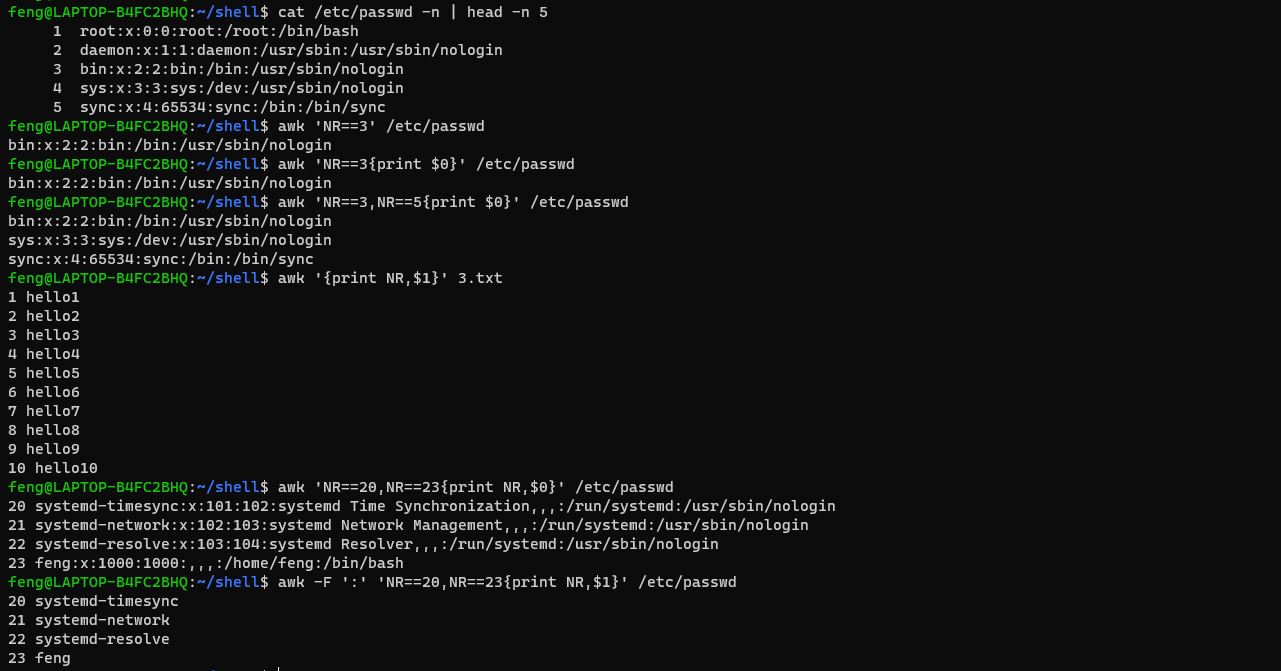 feng@LAPTOP-B4FC2BHQ:~/shell$ cat /etc/passwd -n | head -n 5
     1  root:x:0:0:root:/root:/bin/bash
     2  daemon:x:1:1:daemon:/usr/sbin:/usr/sbin/nologin
     3  bin:x:2:2:bin:/bin:/usr/sbin/nologin
     4  sys:x:3:3:sys:/dev:/usr/sbin/nologin
     5  sync:x:4:65534:sync:/bin:/bin/sync
feng@LAPTOP-B4FC2BHQ:~/shell$ awk 'NR==3' /etc/passwd
bin:x:2:2:bin:/bin:/usr/sbin/nologin
feng@LAPTOP-B4FC2BHQ:~/shell$ awk 'NR==3{print $0}' /etc/passwd
bin:x:2:2:bin:/bin:/usr/sbin/nologin
feng@LAPTOP-B4FC2BHQ:~/shell$ awk 'NR==3,NR==5{print $0}' /etc/passwd
bin:x:2:2:bin:/bin:/usr/sbin/nologin
sys:x:3:3:sys:/dev:/usr/sbin/nologin
sync:x:4:65534:sync:/bin:/bin/sync
feng@LAPTOP-B4FC2BHQ:~/shell$ awk '{print NR,$1}' 3.txt
1 hello1
2 hello2
3 hello3
4 hello4
5 hello5
6 hello6
7 hello7
8 hello8
9 hello9
10 hello10
feng@LAPTOP-B4FC2BHQ:~/shell$ awk 'NR==20,NR==23{print NR,$0}' /etc/passwd
20 systemd-timesync:x:101:102:systemd Time Synchronization,,,:/run/systemd:/usr/sbin/nologin
21 systemd-network:x:102:103:systemd Network Management,,,:/run/systemd:/usr/sbin/nologin
22 systemd-resolve:x:103:104:systemd Resolver,,,:/run/systemd:/usr/sbin/nologin
23 feng:x:1000:1000:,,,:/home/feng:/bin/bash
feng@LAPTOP-B4FC2BHQ:~/shell$ awk -F ':' 'NR==20,NR==23{print NR,$1}' /etc/passwd
20 systemd-timesync
21 systemd-network
22 systemd-resolve
23 feng